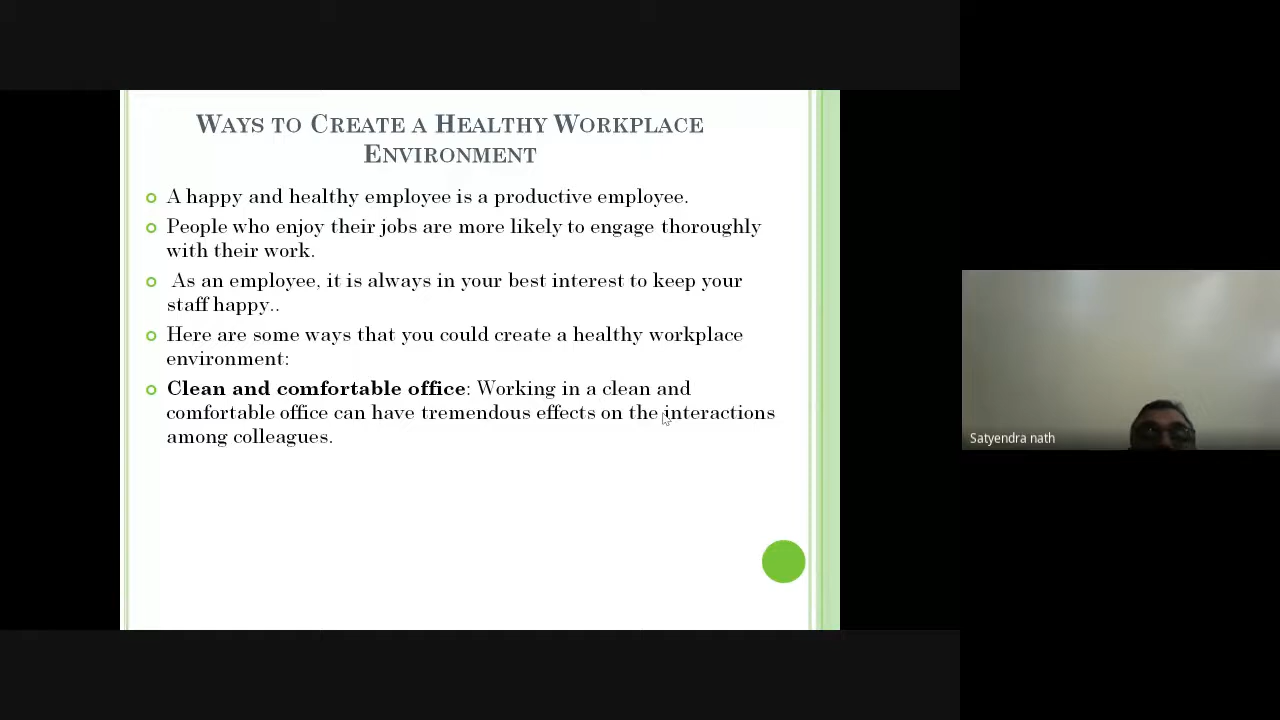 WAYS TO CREATE A HEALTHY WORKPLACE
ENVIRONMENT
A happy and healthy employee is a productive employee.
People who enjoy their jobs are more likely to engage thoroughly
with their work.
As an employee, it is always in your best interest to keep your
staff happy..
Here are some ways that you could create a healthy workplace
environment:
Clean and comfortable office: Working in a clean and
comfortable office can have tremendous effects on the interactions
among colleagues.
Satyendra nath